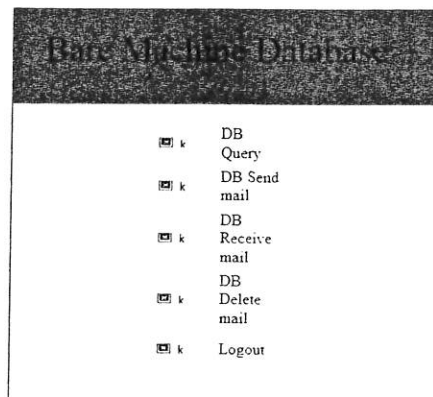 Bare Machine Database
k DB
Query
k DB Send
mail
k DB
Receive
mail
k DB
Delete
mail
k Logout